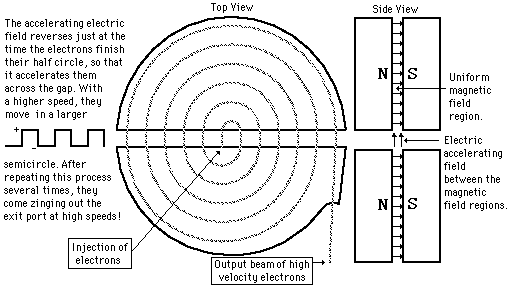 Top View
Side View
The accelerating electric
field reverses just at the
time the electrons finish
their half circle, so that
it accelerates them
across the gap. With
a higher speed, they
move in a larger
+
-
semicircle. After
repeating this process
several times, they
come zinging out the
exit port at high speeds!
Injection of
electrons
Output beam of high
velocity electrons
N S
N S
Uniform
magnetic
field
region.
Electric
accelerating
field
between the
magnetic
field regions.